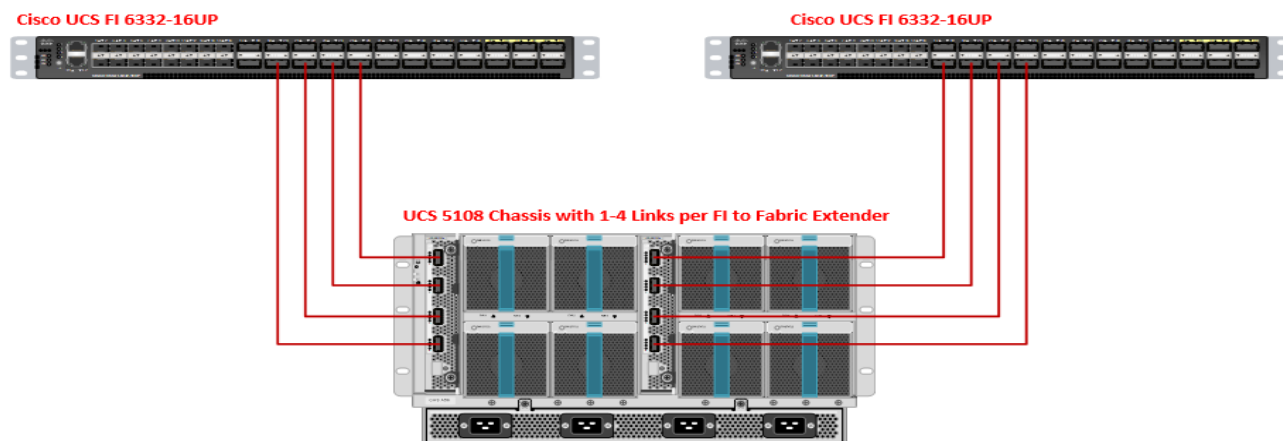 Cisco UCS FI 6332-16UP
Cisco UCS FI 6332-16UP
UCS 5108 Chassis with 1-4 Links per FI to Fabric Extender